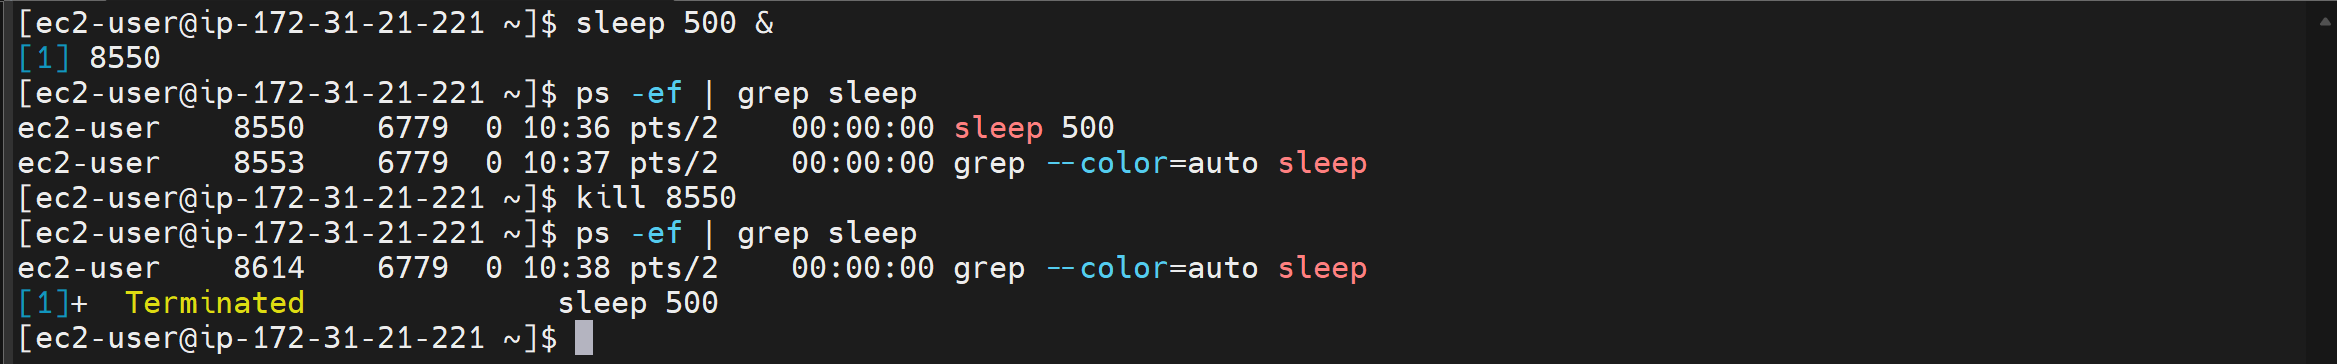 [ec2-user@ip-172-31-21-221 ~]$ sleep 500 &
[1] 8550
[ec2-user@ip-172-31-21-221 ~]$ ps -ef | grep sleep
ec2-user    8550    6779  0 10:36 pts/2    00:00:00 sleep 500
ec2-user    8553    6779  0 10:37 pts/2    00:00:00 grep --color=auto sleep
[ec2-user@ip-172-31-21-221 ~]$ kill 8550
[ec2-user@ip-172-31-21-221 ~]$ ps -ef | grep sleep
ec2-user    8614    6779  0 10:38 pts/2    00:00:00 grep --color=auto sleep
[1]+  Terminated              sleep 500
[ec2-user@ip-172-31-21-221 ~]$